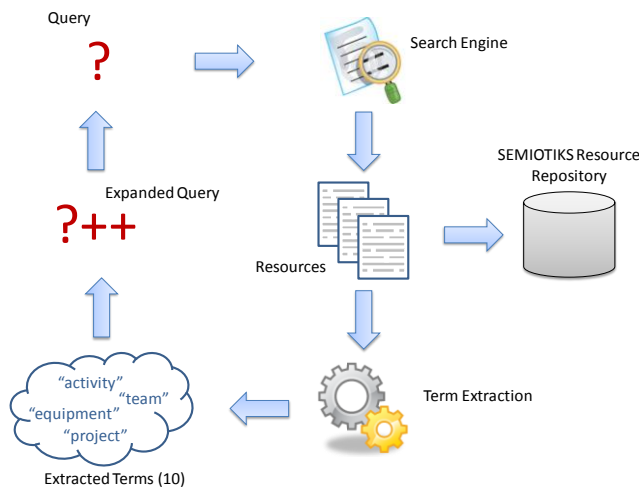 Query
?
Search Engine
SEMIOTIKS Resource
Repository
Expanded Query
?++
Resources
“activity”
“team”
“equipment”
“project”
Term Extraction
Extracted Terms (10)